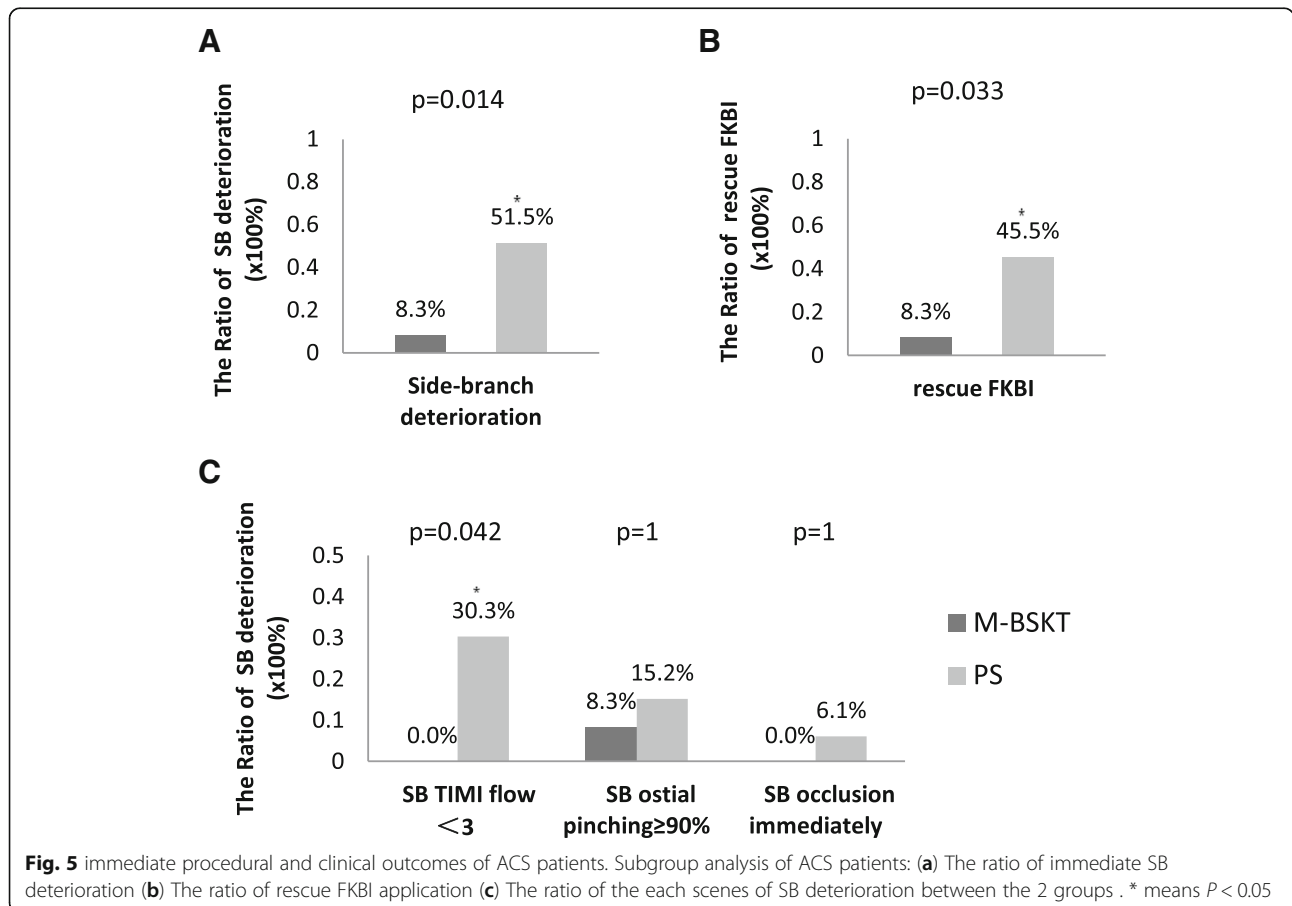 A
p=0.014
The Ratio of SB deterioration
(x100%)
1
0.8
0.6
0.4
0.2
0
8.3%
*
51.5%
Side-branch
deterioration
B
p=0.033
The Ratio of rescue FKBI
(x100%)
1
0.8
0.6
0.4
0.2
0
8.3%
*
45.5%
rescue FKBI
C
The Ratio of SB deterioration
(x100%)
p=0.042
p=1
p=1
0.5
0.4
0.3
0.2
0.1
0
0.0%
*
30.3%
8.3%
15.2%
0.0%
6.1%
SB TIMI flow
<3
SB ostial
pinching≥90%
SB occlusion
immediately
M-BSKT
PS
Fig. 5 immediate procedural and clinical outcomes of ACS patients. Subgroup analysis of ACS patients: (a) The ratio of immediate SB
deterioration (b) The ratio of rescue FKBI application (c) The ratio of the each scenes of SB deterioration between the 2 groups . * means P < 0.05